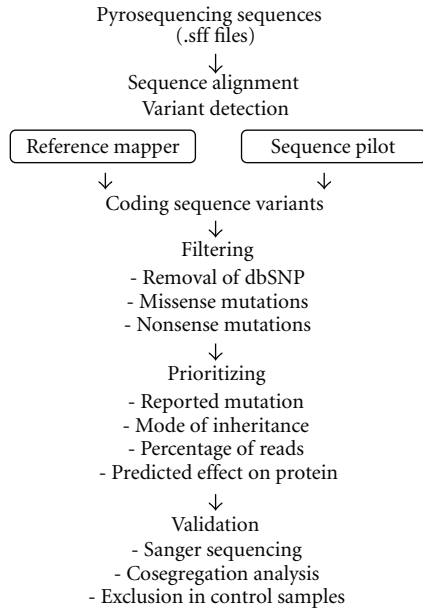 Pyrosequencing sequences
(.sff files)
Sequence alignment
Variant detection
Reference mapper
Sequence pilot
Coding sequence variants
Filtering
- Removal of dbSNP
- Missense mutations
- Nonsense mutations
Prioritizing
- Reported mutation
- Mode of inheritance
- Percentage of reads
- Predicted effect on protein
Validation
- Sanger sequencing
- Cosegregation analysis
- Exclusion in control samples